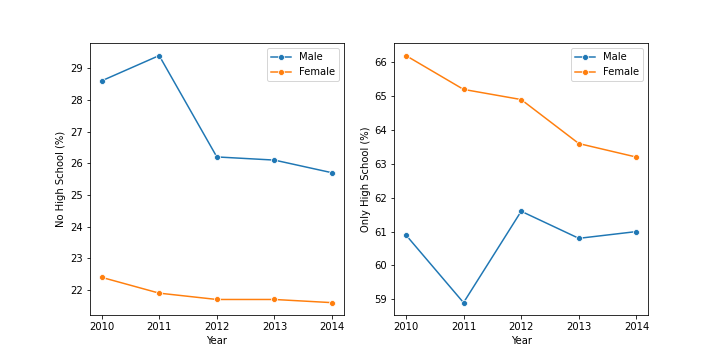 No High School (%)
29
28
27
26
25
24
23
22
2010 2011 2012 2013 2014
Year
Male
Female
Only High School (%)
66
65
64
63
62
61
60
59
2010 2011 2012 2013 2014
Year
Male
Female